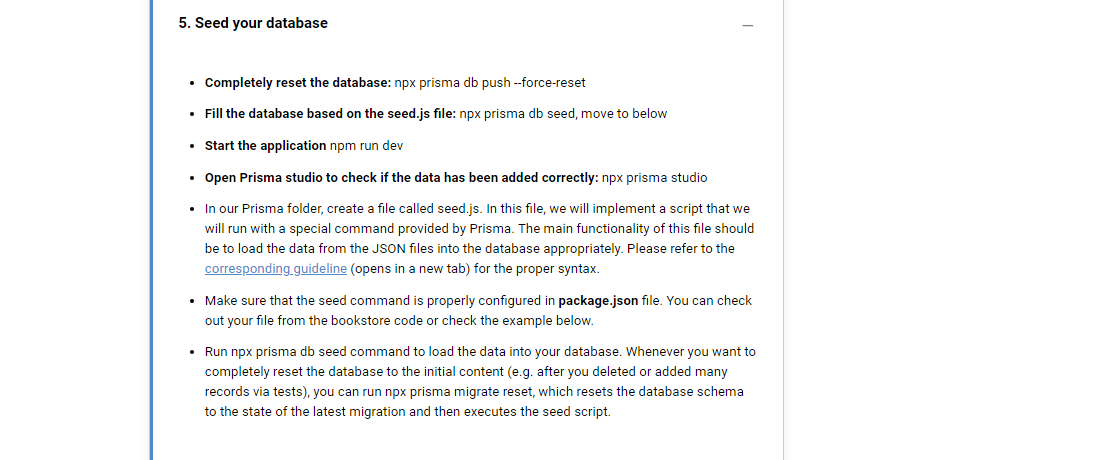 5. Seed your database
Completely reset the database: npx prisma db push --force-reset
Fill the database based on the seed.js file: npx prisma db seed, move to below
Start the application npm run dev
Open Prisma studio to check if the data has been added correctly: npx prisma studio
In our Prisma folder, create a file called seed.js. In this file, we will implement a script that we
will run with a special command provided by Prisma. The main functionality of this file should
be to load the data from the JSON files into the database appropriately. Please refer to the
corresponding guideline (opens in a new tab) for the proper syntax.
Make sure that the seed command is properly configured in package.json file. You can check
out your file from the bookstore code or check the example below.
Run npx prisma db seed command to load the data into your database. Whenever you want to
completely reset the database to the initial content (e.g. after you deleted or added many
records via tests), you can run npx prisma migrate reset, which resets the database schema
to the state of the latest migration and then executes the seed script.